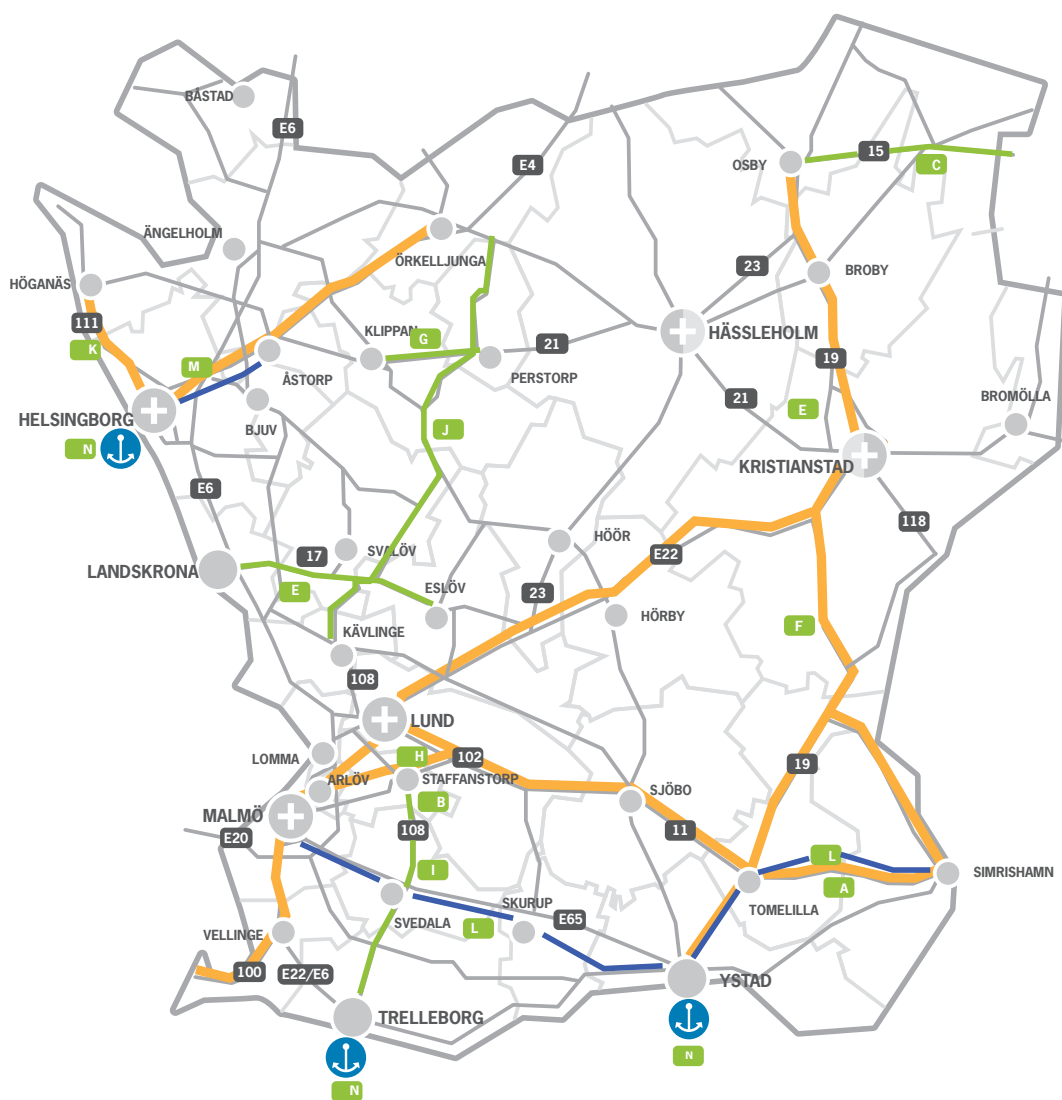 BÅSTAD
E6
E4
OSBY
15
C
ÄNGELHOLM
ÖRKELLJUNGA
23
BROBY
HÖGANÄS
111
K
M
KLIPPAN
G
21
HÄSSLEHOLM
ÅSTORP
PERSTORP
19
HELSINGBORG
BJUV
J
21
E
BROMÖLLA
N
KRISTIANSTAD
E6
118
17
SVALÖV
HÖÖR
E22
LANDSKRONA
E
ESLÖV
23
HÖRBY
KÄVLINGE
F
108
LUND
LOMMA
H
102
ARLÖV
STAFFANSTORP
19
B
SJÖBO
MALMÖ
E20
108
11
L
I
A
SIMRISHAMN
TOMELILLA
SVEDALA
SKURUP
L
E65
VELLINGE
100
E22/E6
YSTAD
TRELLEBORG
N
N